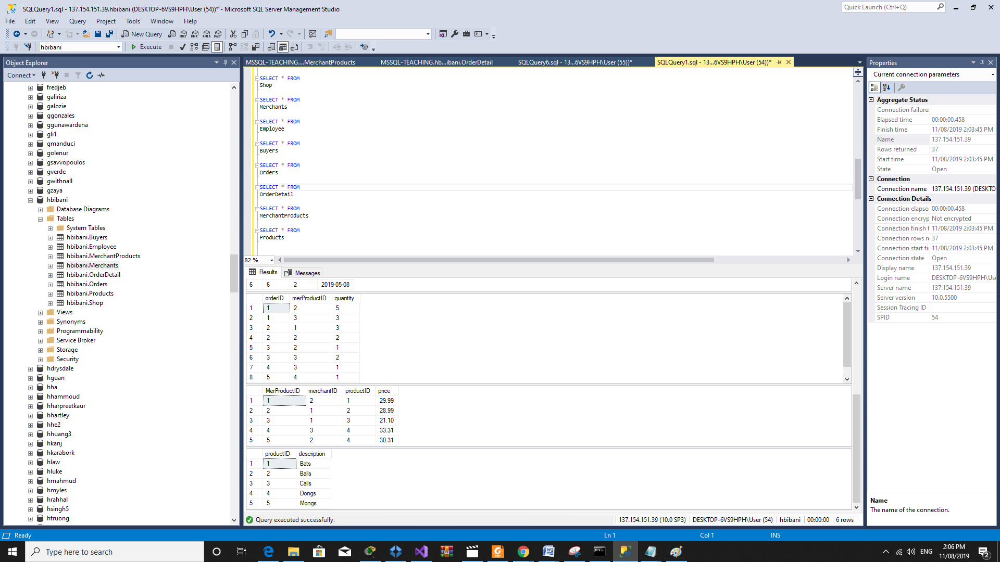 SQLQuery1.sql - 137.154.151.39.hbibani (DESKTOP-6VS9HPH\User (54))* - Microsoft SQL Server Management Studio
Quick Launch (Ctrl+Q)
File Edit View Query Project Tools Window Help
New Query MDX DMX XMLA DAX
hbibani Execute
Object Explorer
Connect
fredjeb
galiriza
galozie
ggonzales
ggunawardena
gli1
gmanduci
golenur
gsavvopoulos
gverde
gwithnall
gzaya
hbibani
Database Diagrams
Tables
System Tables
hbibani.Buyers
hbibani.Employee
hbibani.MerchantProducts
hbibani.Merchants
hbibani.OrderDetail
hbibani.Orders
hbibani.Products
hbibani.Shop
Views
Synonyms
Programmability
Service Broker
Storage
Security
hdrysdale
hguan
hha
hhammoud
hharpreetkaur
hhartley
hhe2
hhuang3
hkanj
hkarabork
hlaw
hluke
hmahmud
hmyles
hrahhal
hsingh5
htruong
MSSQL-TEACHING....MerchantProducts MSSQL-TEACHING.hb...ibani.OrderDetail SQLQuery6.sql - 13...6VS9HPH\User (55))* SQLQuery1.sql - 13...6VS9HPH\User (54))*
SELECT * FROM
Shop
SELECT * FROM
Merchants
SELECT * FROM
Employee
SELECT * FROM
Buyers
SELECT * FROM
Orders
SELECT * FROM
OrderDetail
SELECT * FROM
MerchantProducts
SELECT * FROM
Products
82 %
Results Messages
6 6 2 2019-05-08
orderID merProductID quantity
1 1 2 5
2 1 3 3
3 2 1 3
4 2 2 2
5 3 2 1
6 3 3 2
7 4 3 1
8 5 4 1
MerProductID merchantID productID price
1 1 2 1 29.99
2 2 1 2 28.99
3 3 1 3 21.10
4 4 3 4 33.31
5 5 2 4 30.31
productID description
1 1 Bats
2 2 Balls
3 3 Calls
4 4 Dongs
5 5 Mongs
Query executed successfully. 137.154.151.39 (10.0 SP3) DESKTOP-6VS9HPH\User (54) hbibani 00:00:00 6 rows
Properties
Current connection parameters
Aggregate Status
Connection failures
Elapsed time 00:00:00.458
Finish time 11/08/2019 2:03:45 PM
Name 137.154.151.39
Rows returned 37
Start time 11/08/2019 2:03:45 PM
State Open
Connection
Connection name 137.154.151.39 (DESKTO
Connection Details
Connection elapse 00:00:00.458
Connection encryp Not encrypted
Connection finish t 11/08/2019 2:03:45 PM
Connection rows re 37
Connection start ti 11/08/2019 2:03:45 PM
Connection state Open
Display name 137.154.151.39
Login name DESKTOP-6VS9HPH\Us
Server name 137.154.151.39
Server version 10.0.5500
Session Tracing ID
SPID 54
Name
The name of the connection.
Ready Ln 1 Col 1 INS
Type here to search
ENG
2:06 PM
11/08/2019
2